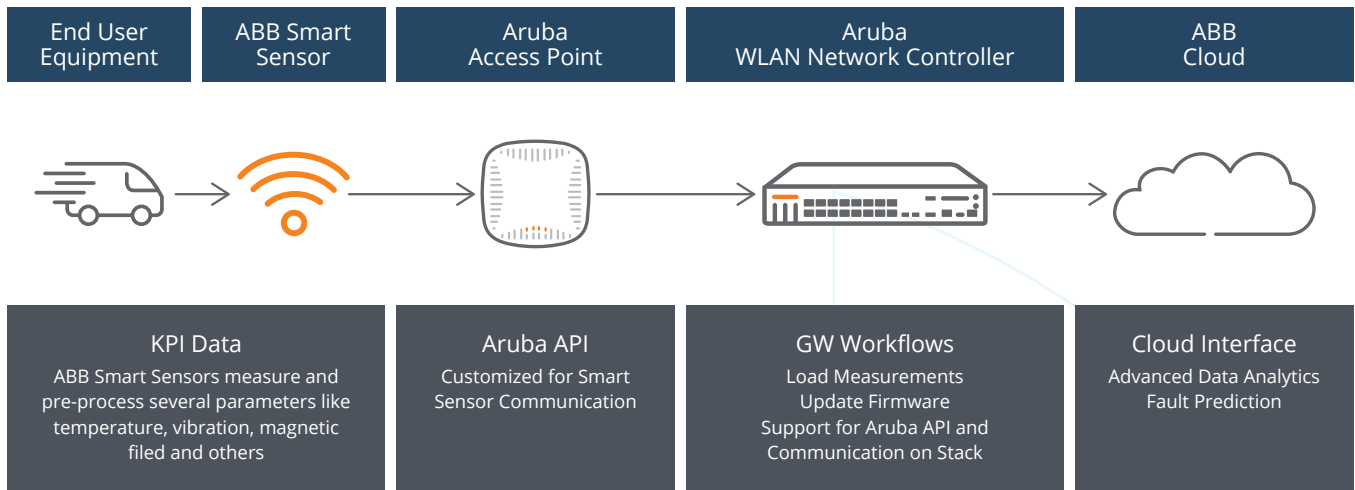 End User
Equipment
ABB Smart
Sensor
Aruba
Access Point
Aruba
WLAN Network Controller
ABB
Cloud
KPI Data
ABB Smart Sensors measure and
pre-process several parameters like
temperature, vibration, magnetic
filed and others
Aruba API
Customized for Smart
Sensor Communication
GW Workflows
Load Measurements
Update Firmware
Support for Aruba API and
Communication on Stack
Cloud Interface
Advanced Data Analytics
Fault Prediction